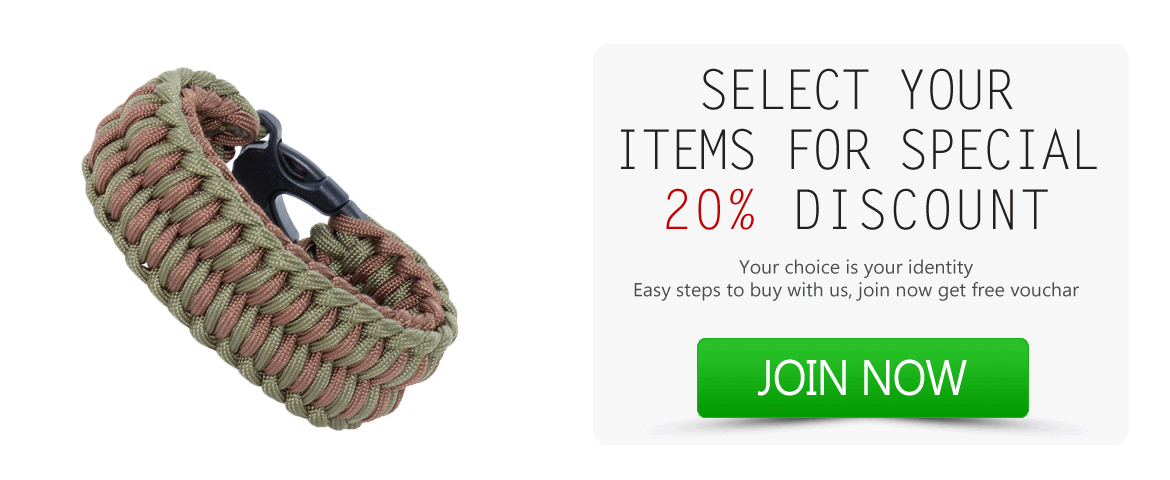 SELECT YOUR
ITEMS FOR SPECIAL
20% DISCOUNT
Your choice is your identity
Easy steps to buy with us, join now get free vouchar
JOIN NOW